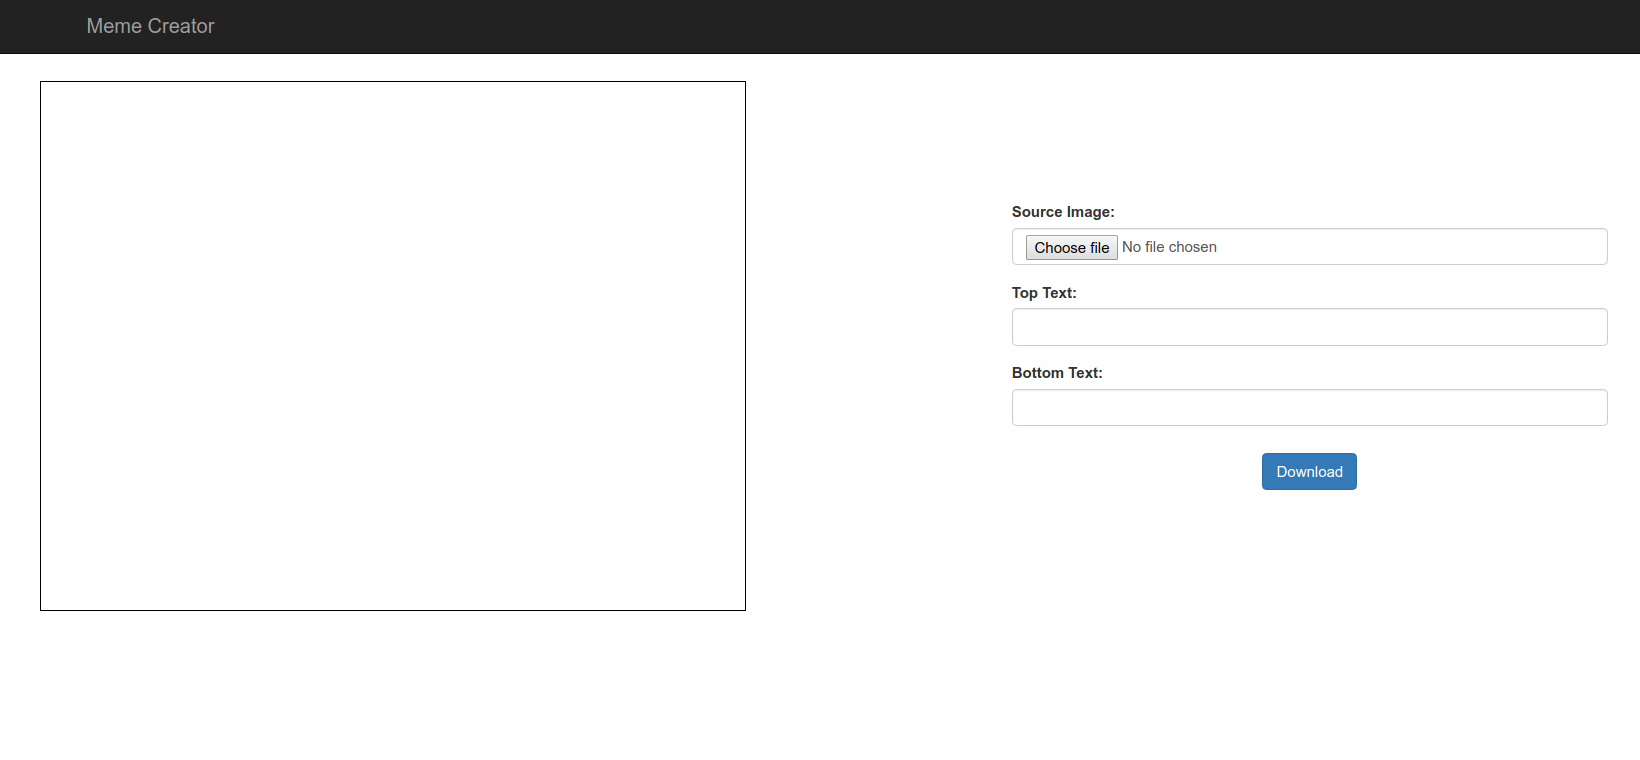 Meme Creator
Source Image:
Choose file No file chosen
Top Text:
Bottom Text:
Download